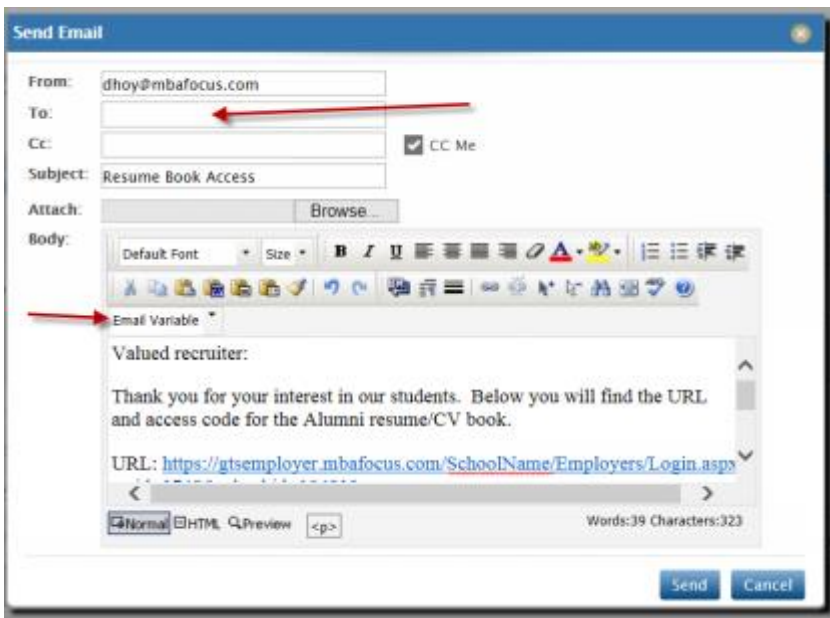 Send Email
From: dhoy@mbafocus.com
To:
Cc: CC Me
Subject: Resume Book Access
Attach: Browse...
Body:
Default Font Size B I U A
Email Variable
Valued recruiter:
Thank you for your interest in our students. Below you will find the URL
and access code for the Alumni resume/CV book.
URL: https://gtsemployer.mbafocus.com/SchoolName/Employers/Login.aspx
Normal HTML Preview <p> Words:39 Characters:323
Send Cancel